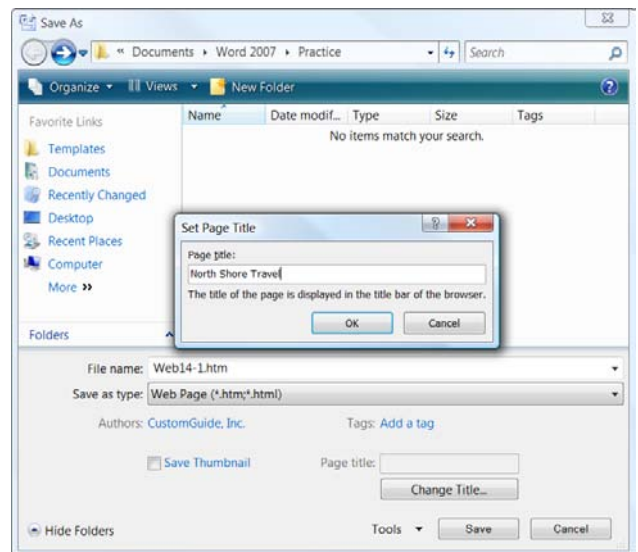 Save As
« Documents ▸ Word 2007 ▸ Practice
Search
Organize Views New Folder
Favorite Links
Name Date modif... Type Size Tags
No items match your search.
Templates
Documents
Recently Changed
Desktop
Recent Places
Computer
More »
Folders
Set Page Title
Page title:
North Shore Travel
The title of the page is displayed in the title bar of the browser.
OK Cancel
File name: Web14-1.htm
Save as type: Web Page (*.htm;*.html)
Authors: CustomGuide, Inc. Tags: Add a tag
Save Thumbnail Page title:
Change Title...
Hide Folders Tools Save Cancel